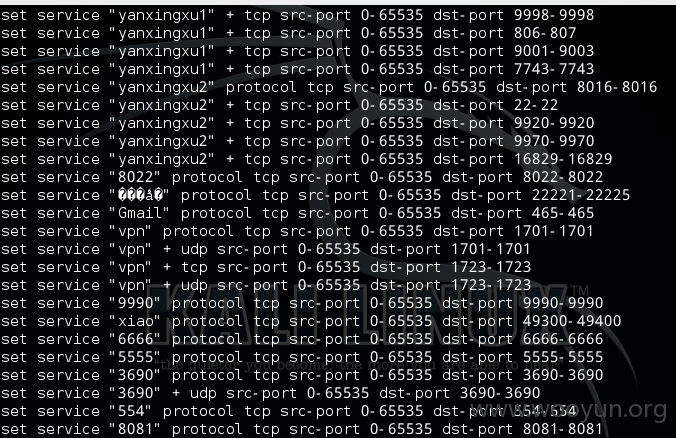 set service "yanxingxu1" + tcp src-port 0-65535 dst-port 9998-9998
set service "yanxingxu1" + tcp src-port 0-65535 dst-port 806-807
set service "yanxingxu1" + tcp src-port 0-65535 dst-port 9001-9003
set service "yanxingxu1" + tcp src-port 0-65535 dst-port 7743-7743
set service "yanxingxu2" protocol tcp src-port 0-65535 dst-port 8016-8016
set service "yanxingxu2" + tcp src-port 0-65535 dst-port 22-22
set service "yanxingxu2" + tcp src-port 0-65535 dst-port 9920-9920
set service "yanxingxu2" + tcp src-port 0-65535 dst-port 9970-9970
set service "yanxingxu2" + tcp src-port 0-65535 dst-port 16829-16829
set service "8022" protocol tcp src-port 0-65535 dst-port 8022-8022
set service "���å�" protocol tcp src-port 0-65535 dst-port 22221-22225
set service "Gmail" protocol tcp src-port 0-65535 dst-port 465-465
set service "vpn" protocol tcp src-port 0-65535 dst-port 1701-1701
set service "vpn" + udp src-port 0-65535 dst-port 1701-1701
set service "vpn" + tcp src-port 0-65535 dst-port 1723-1723
set service "vpn" + udp src-port 0-65535 dst-port 1723-1723
set service "9990" protocol tcp src-port 0-65535 dst-port 9990-9990
set service "xiao" protocol tcp src-port 0-65535 dst-port 49300-49400
set service "6666" protocol tcp src-port 0-65535 dst-port 6666-6666
set service "5555" protocol tcp src-port 0-65535 dst-port 5555-5555
set service "3690" protocol tcp src-port 0-65535 dst-port 3690-3690
set service "3690" + udp src-port 0-65535 dst-port 3690-3690
set service "554" protocol tcp src-port 0-65535 dst-port 554-554
set service "8081" protocol tcp src-port 0-65535 dst-port 8081-8081
KALI LINUX™
"the quieter you become, the more you are able to hear"
www.wooyun.org